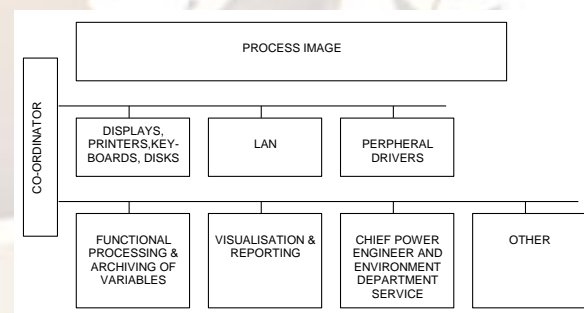 PROCESS IMAGE
CO-ORDINATOR
DISPLAYS,
PRINTERS,KEY-
BOARDS, DISKS
LAN
PERPHERAL
DRIVERS
FUNCTIONAL
PROCESSING &
ARCHIVING OF
VARIABLES
VISUALISATION &
REPORTING
CHIEF POWER
ENGINEER AND
ENVIRONMENT
DEPARTMENT
SERVICE
OTHER